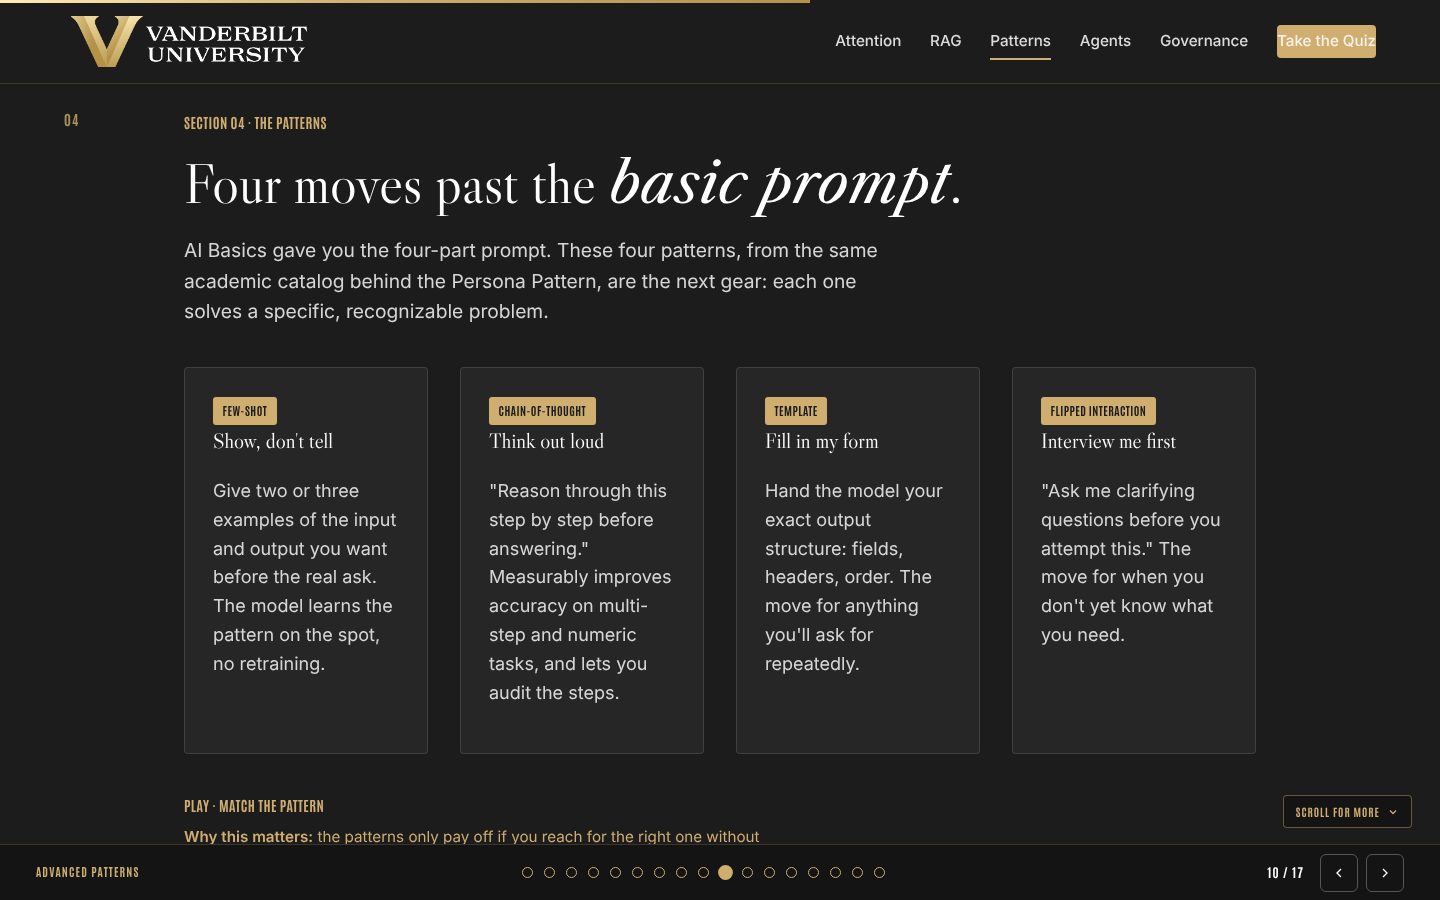 VANDERBILT
UNIVERSITY
Attention
RAG
Patterns
Agents
Governance
Take the Quiz
04
SECTION 04 · THE PATTERNS
Four moves past the basic prompt.
AI Basics gave you the four-part prompt. These four patterns, from the same
academic catalog behind the Persona Pattern, are the next gear: each one
solves a specific, recognizable problem.
FEW-SHOT
Show, don't tell
Give two or three
examples of the input
and output you want
before the real ask.
The model learns the
pattern on the spot,
no retraining.
CHAIN-OF-THOUGHT
Think out loud
"Reason through this
step by step before
answering."
Measurably improves
accuracy on multi-
step and numeric
tasks, and lets you
audit the steps.
TEMPLATE
Fill in my form
Hand the model your
exact output
structure: fields,
headers, order. The
move for anything
you'll ask for
repeatedly.
FLIPPED INTERACTION
Interview me first
"Ask me clarifying
questions before you
attempt this." The
move for when you
don't yet know what
you need.
PLAY · MATCH THE PATTERN
Why this matters: the patterns only pay off if you reach for the right one without
SCROLL FOR MORE
ADVANCED PATTERNS
10 / 17